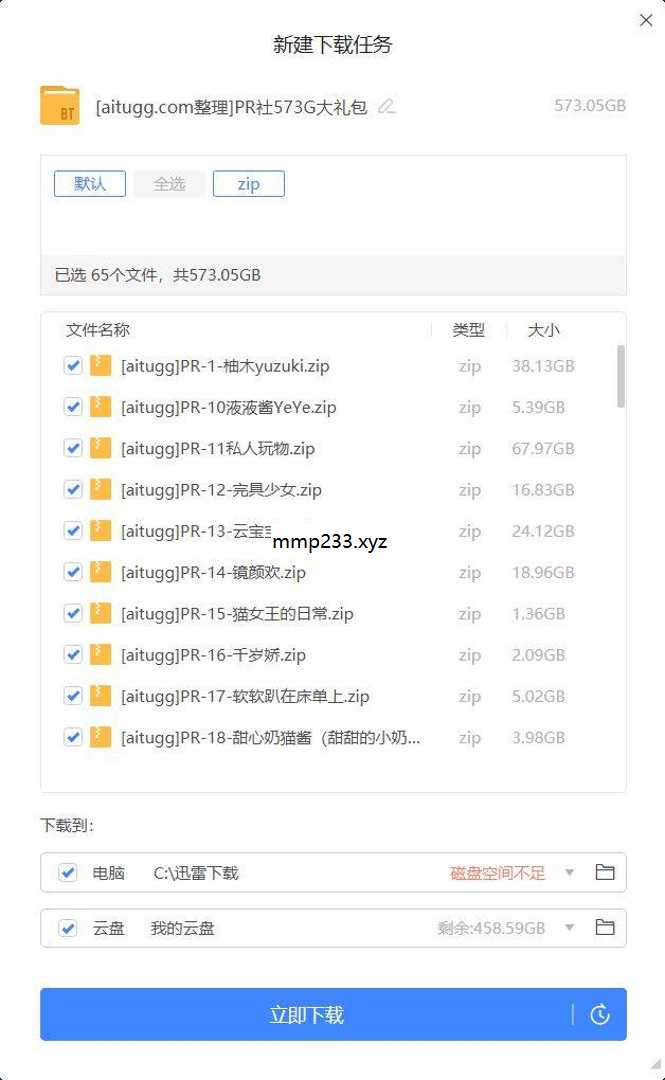 新建下载任务
BT
[aitugg.com整理]PR社573G大礼包
573.05GB
默认 全选 zip
已选 65个文件，共573.05GB
文件名称 类型 大小
[aitugg]PR-1-柚木yuzuki.zip zip 38.13GB
[aitugg]PR-10液液酱YeYe.zip zip 5.39GB
[aitugg]PR-11私人玩物.zip zip 67.97GB
[aitugg]PR-12-完具少女.zip zip 16.83GB
[aitugg]PR-13-云宝 zip 24.12GB
mmp233.xyz
[aitugg]PR-14-镜颜欢.zip zip 18.96GB
[aitugg]PR-15-猫女王的日常.zip zip 1.36GB
[aitugg]PR-16-千岁娇.zip zip 2.09GB
[aitugg]PR-17-软软趴在床单上.zip zip 5.02GB
[aitugg]PR-18-甜心奶猫酱（甜甜的小奶... zip 3.98GB
下载到：
电脑 C:\迅雷下载 磁盘空间不足
云盘 我的云盘 剩余:458.59GB
立即下载